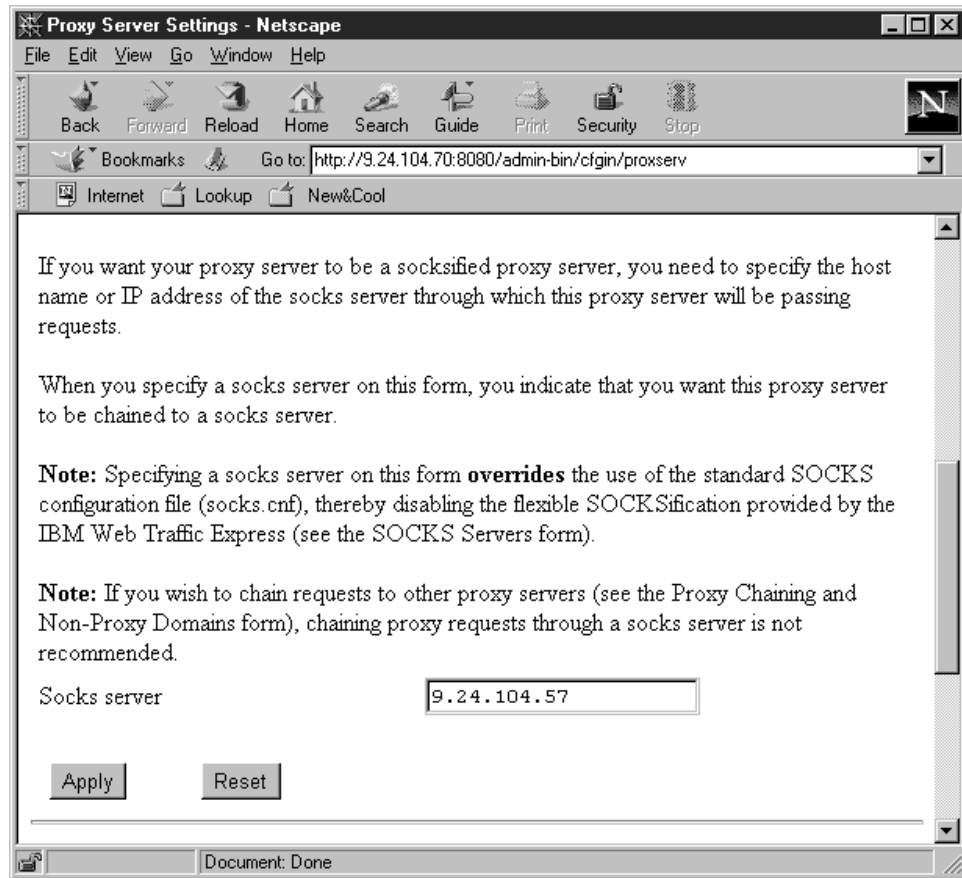 Proxy Server Settings - Netscape
File Edit View Go Window Help
Back Forward Reload Home Search Guide Print Security Stop
N
Bookmarks Go to: http://9.24.104.70:8080/admin-bin/cfgin/proxserv
Internet Lookup New&Cool
If you want your proxy server to be a socksified proxy server, you need to specify the host
name or IP address of the socks server through which this proxy server will be passing
requests.
When you specify a socks server on this form, you indicate that you want this proxy server
to be chained to a socks server.
Note: Specifying a socks server on this form overrides the use of the standard SOCKS
configuration file (socks.cnf), thereby disabling the flexible SOCKSification provided by the
IBM Web Traffic Express (see the SOCKS Servers form).
Note: If you wish to chain requests to other proxy servers (see the Proxy Chaining and
Non-Proxy Domains form), chaining proxy requests through a socks server is not
recommended.
Socks server 9.24.104.57
Apply Reset
Document: Done